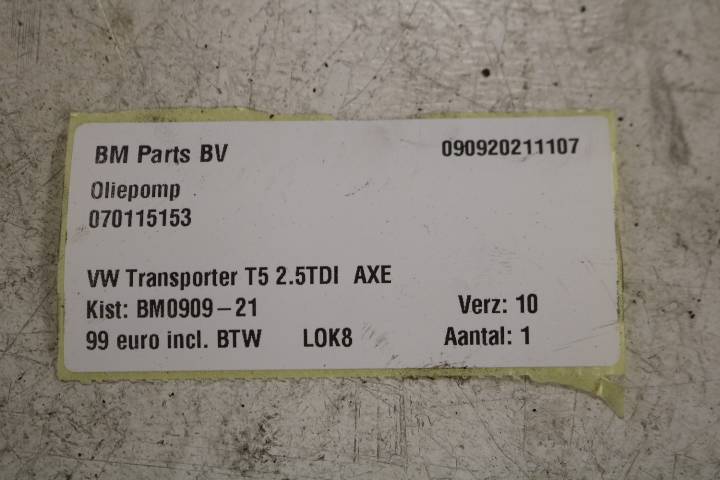 BM Parts BV 090920211107
Oliepomp
070115153
VW Transporter T5 2.5TDI AXE
Kist: BM0909-21 Verz: 10
99 euro incl. BTW LOK8 Aantal: 1